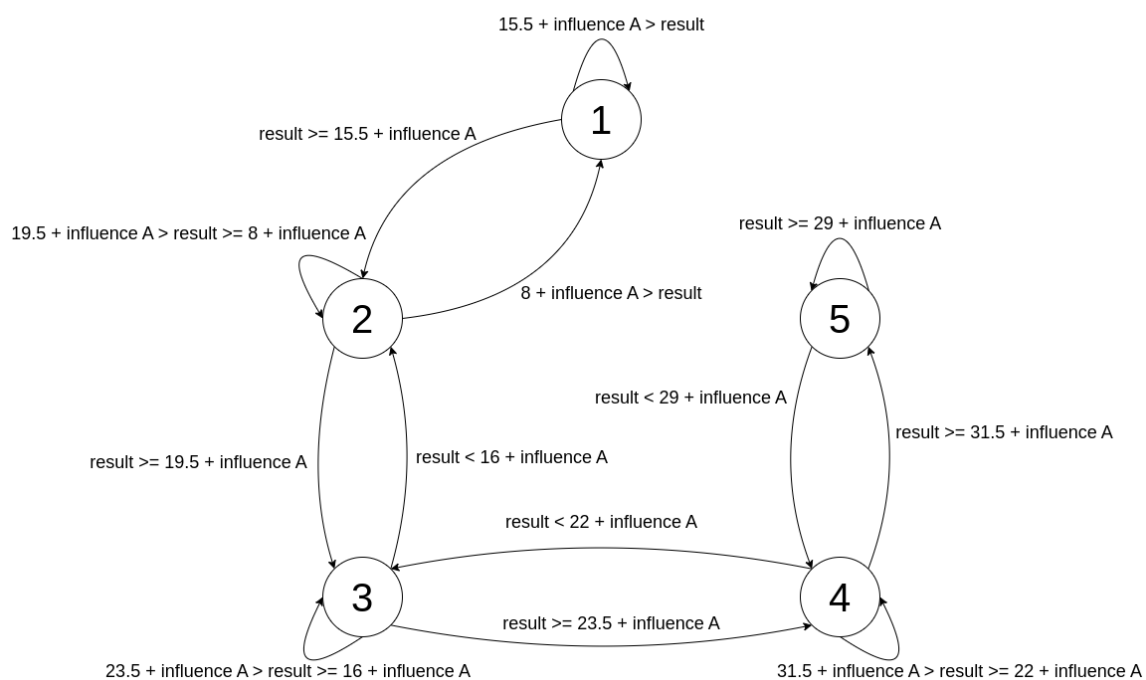 15.5 + influence A > result
1
result >= 15.5 + influence A
19.5 + influence A > result >= 8 + influence A
result >= 29 + influence A
8 + influence A > result
2
5
result < 29 + influence A
result >= 31.5 + influence A
result >= 19.5 + influence A
result < 16 + influence A
result < 22 + influence A
3
4
result >= 23.5 + influence A
23.5 + influence A > result >= 16 + influence A
31.5 + influence A > result >= 22 + influence A